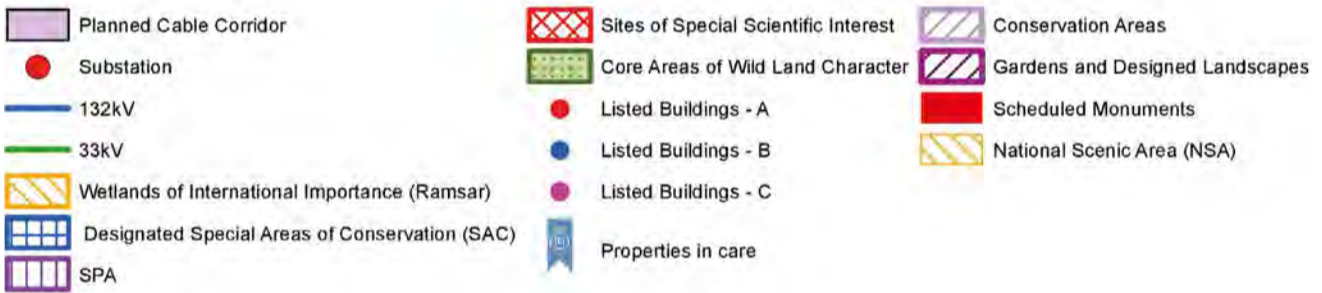 Planned Cable Corridor
Substation
132kV
33kV
Wetlands of International Importance (Ramsar)
Designated Special Areas of Conservation (SAC)
SPA
Sites of Special Scientific Interest
Core Areas of Wild Land Character
Listed Buildings - A
Listed Buildings - B
Listed Buildings - C
Properties in care
Conservation Areas
Gardens and Designed Landscapes
Scheduled Monuments
National Scenic Area (NSA)